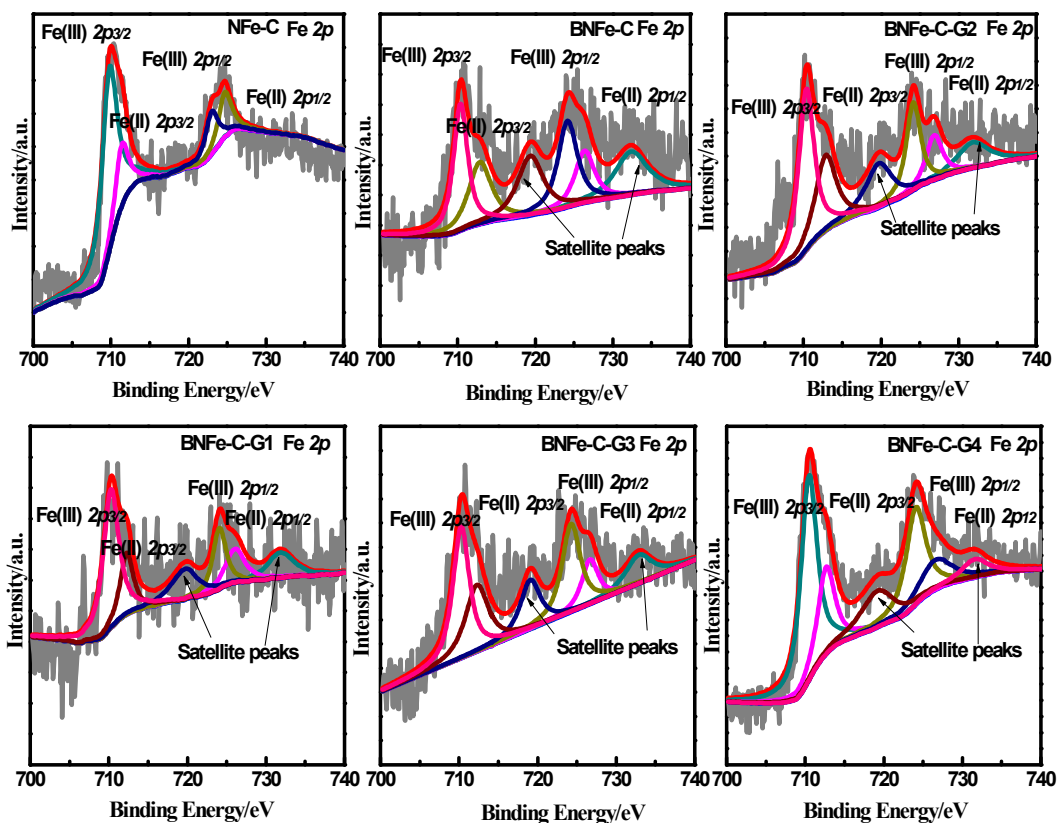 NFe-C Fe 2p
Fe(III) 2p3/2
Fe(III) 2p1/2
Fe(II) 2p1/2
Fe(II) 2p3/2
Intensity/a.u.
700 710 720 730 740
Binding Energy/eV
BNFe-C Fe 2p
Fe(III) 2p3/2
Fe(III) 2p1/2
Fe(II) 2p1/2
Fe(II) 2p3/2
Satellite peaks
Intensity/a.u.
700 710 720 730 740
Binding Energy/eV
BNFe-C-G2 Fe 2p
Fe(III) 2p1/2
Fe(II) 2p1/2
Fe(II) 2p3/2
Fe(III) 2p3/2
Satellite peaks
Intensity/a.u.
700 710 720 730 740
Binding Energy/eV
BNFe-C-G1 Fe 2p
Fe(III) 2p1/2
Fe(III) 2p3/2
Fe(II) 2p1/2
Fe(II) 2p3/2
Satellite peaks
Intensity/a.u.
700 710 720 730 740
Binding Energy/eV
BNFe-C-G3 Fe 2p
Fe(III) 2p1/2
Fe(II) 2p3/2
Fe(II) 2p1/2
Fe(III) 2p3/2
Satellite peaks
Intensity/a.u.
700 710 720 730 740
Binding Energy/eV
BNFe-C-G4 Fe 2p
Fe(III) 2p1/2
Fe(II) 2p3/2
Fe(III) 2p3/2
Fe(II) 2p12
Satellite peaks
Intensity/a.u.
700 710 720 730 740
Binding Energy/eV